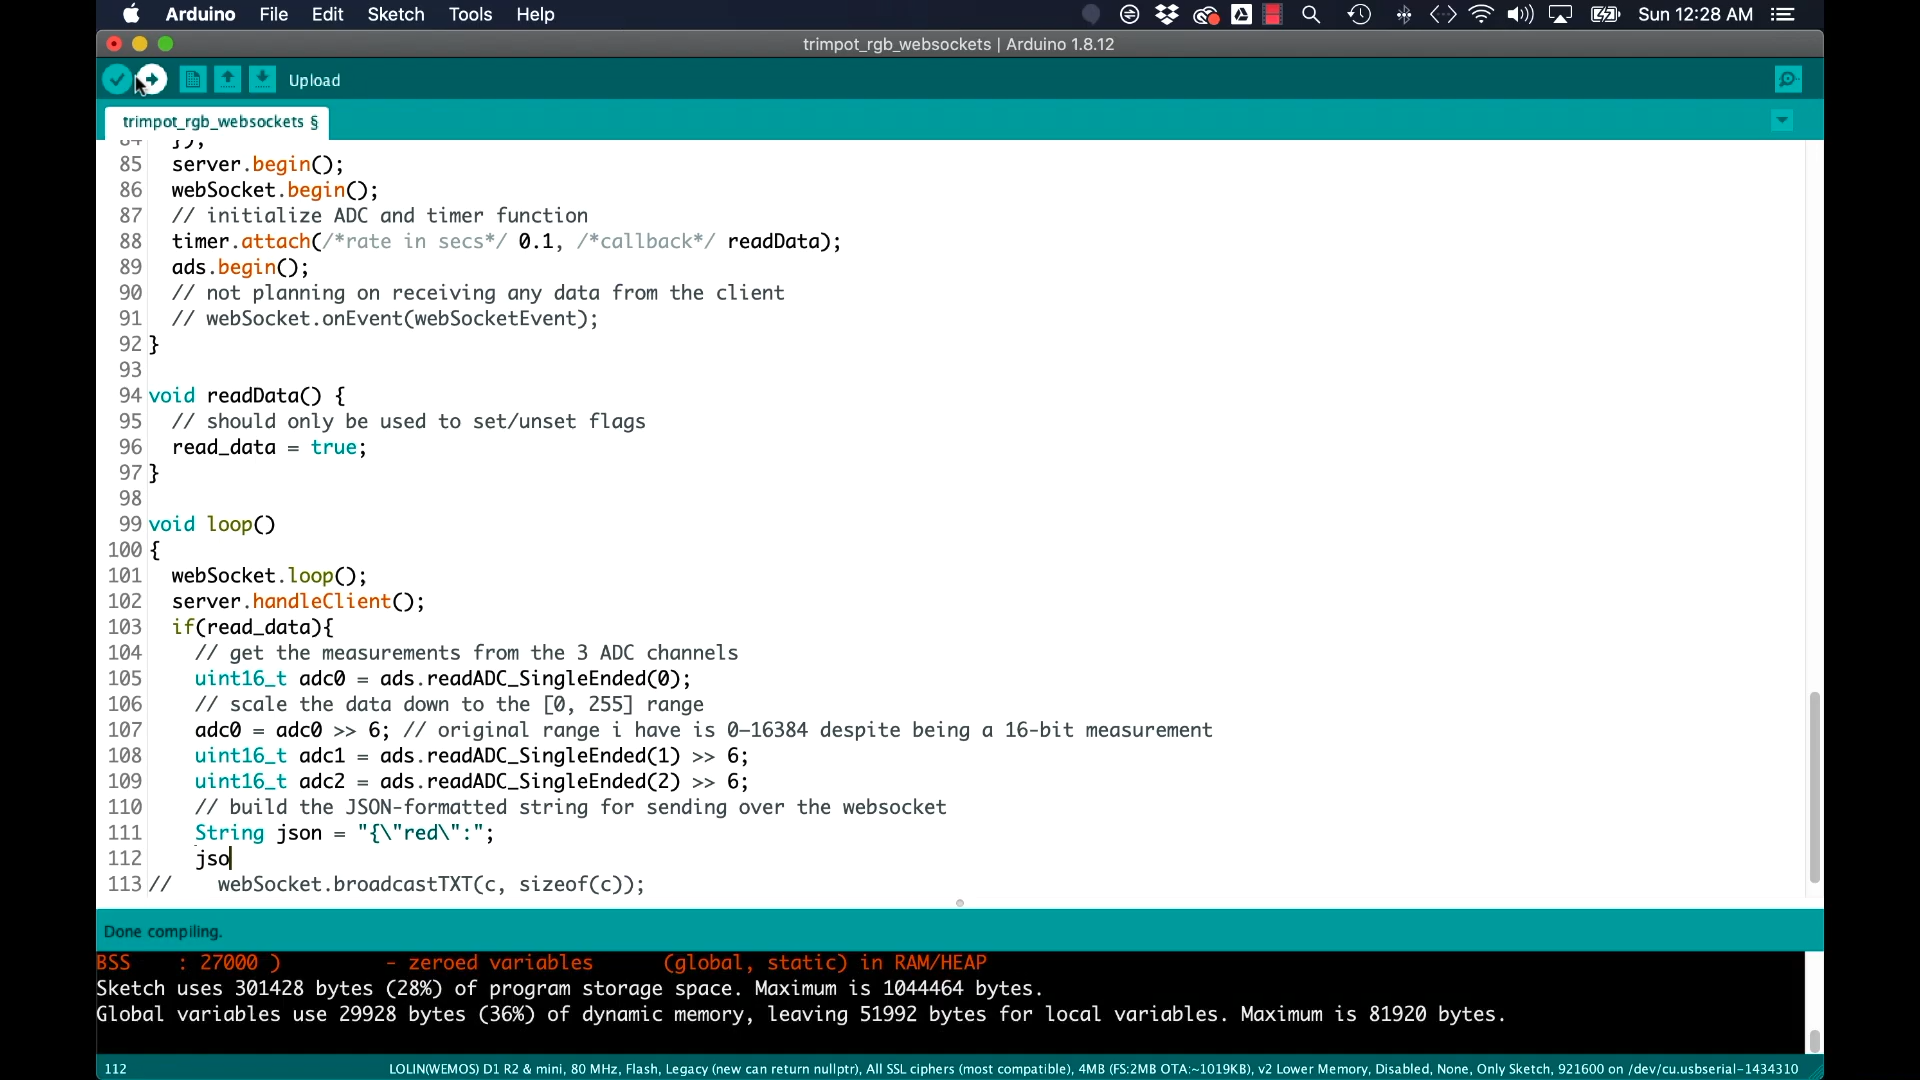 Arduino File Edit Sketch Tools Help Sun 12:28 AM
trimpot_rgb_websockets | Arduino 1.8.12
Upload
trimpot_rgb_websockets §
84 });
85 server.begin();
86 webSocket.begin();
87 // initialize ADC and timer function
88 timer.attach(/*rate in secs*/ 0.1, /*callback*/ readData);
89 ads.begin();
90 // not planning on receiving any data from the client
91 // webSocket.onEvent(webSocketEvent);
92 }
93
94 void readData() {
95 // should only be used to set/unset flags
96 read_data = true;
97 }
98
99 void loop()
100 {
101 webSocket.loop();
102 server.handleClient();
103 if(read_data){
104 // get the measurements from the 3 ADC channels
105 uint16_t adc0 = ads.readADC_SingleEnded(0);
106 // scale the data down to the [0, 255] range
107 adc0 = adc0 >> 6; // original range i have is 0-16384 despite being a 16-bit measurement
108 uint16_t adc1 = ads.readADC_SingleEnded(1) >> 6;
109 uint16_t adc2 = ads.readADC_SingleEnded(2) >> 6;
110 // build the JSON-formatted string for sending over the websocket
111 String json = "{\"red\":";
112 jso
113 // webSocket.broadcastTXT(c, sizeof(c));
Done compiling.
BSS : 27000 ) - zeroed variables (global, static) in RAM/HEAP
Sketch uses 301428 bytes (28%) of program storage space. Maximum is 1044464 bytes.
Global variables use 29928 bytes (36%) of dynamic memory, leaving 51992 bytes for local variables. Maximum is 81920 bytes.
112 LOLIN(WEMOS) D1 R2 & mini, 80 MHz, Flash, Legacy (new can return nullptr), All SSL ciphers (most compatible), 4MB (FS:2MB OTA:~1019KB), v2 Lower Memory, Disabled, None, Only Sketch, 921600 on /dev/cu.usbserial-1434310